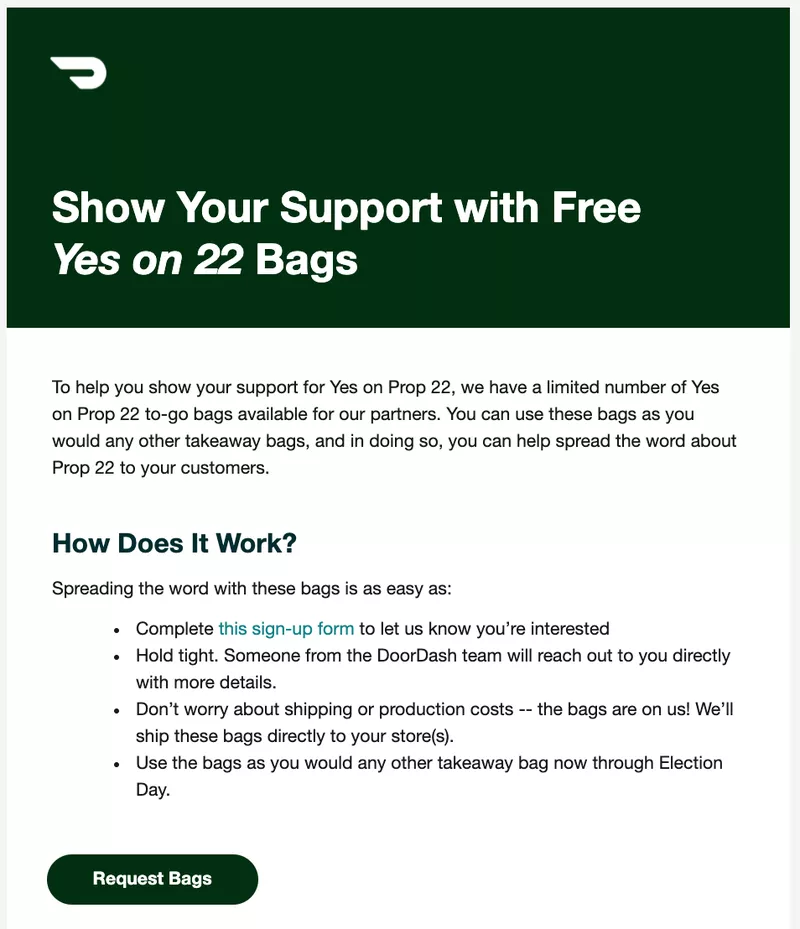 Show Your Support with Free
Yes on 22 Bags
To help you show your support for Yes on Prop 22, we have a limited number of Yes
on Prop 22 to-go bags available for our partners. You can use these bags as you
would any other takeaway bags, and in doing so, you can help spread the word about
Prop 22 to your customers.
How Does It Work?
Spreading the word with these bags is as easy as:
• Complete this sign-up form to let us know you’re interested
• Hold tight. Someone from the DoorDash team will reach out to you directly
with more details.
• Don’t worry about shipping or production costs -- the bags are on us! We’ll
ship these bags directly to your store(s).
• Use the bags as you would any other takeaway bag now through Election
Day.
Request Bags